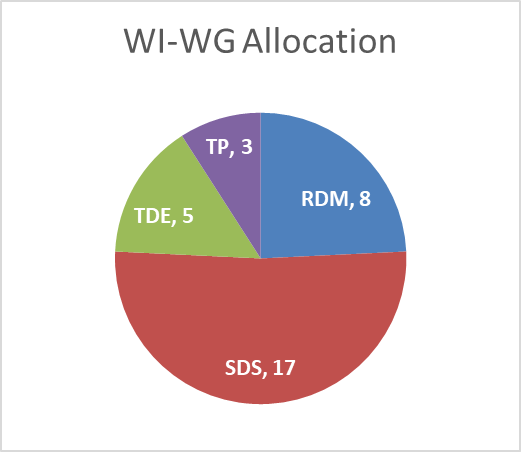 WI-WG Allocation
TP, 3
RDM, 8
TDE, 5
SDS, 17